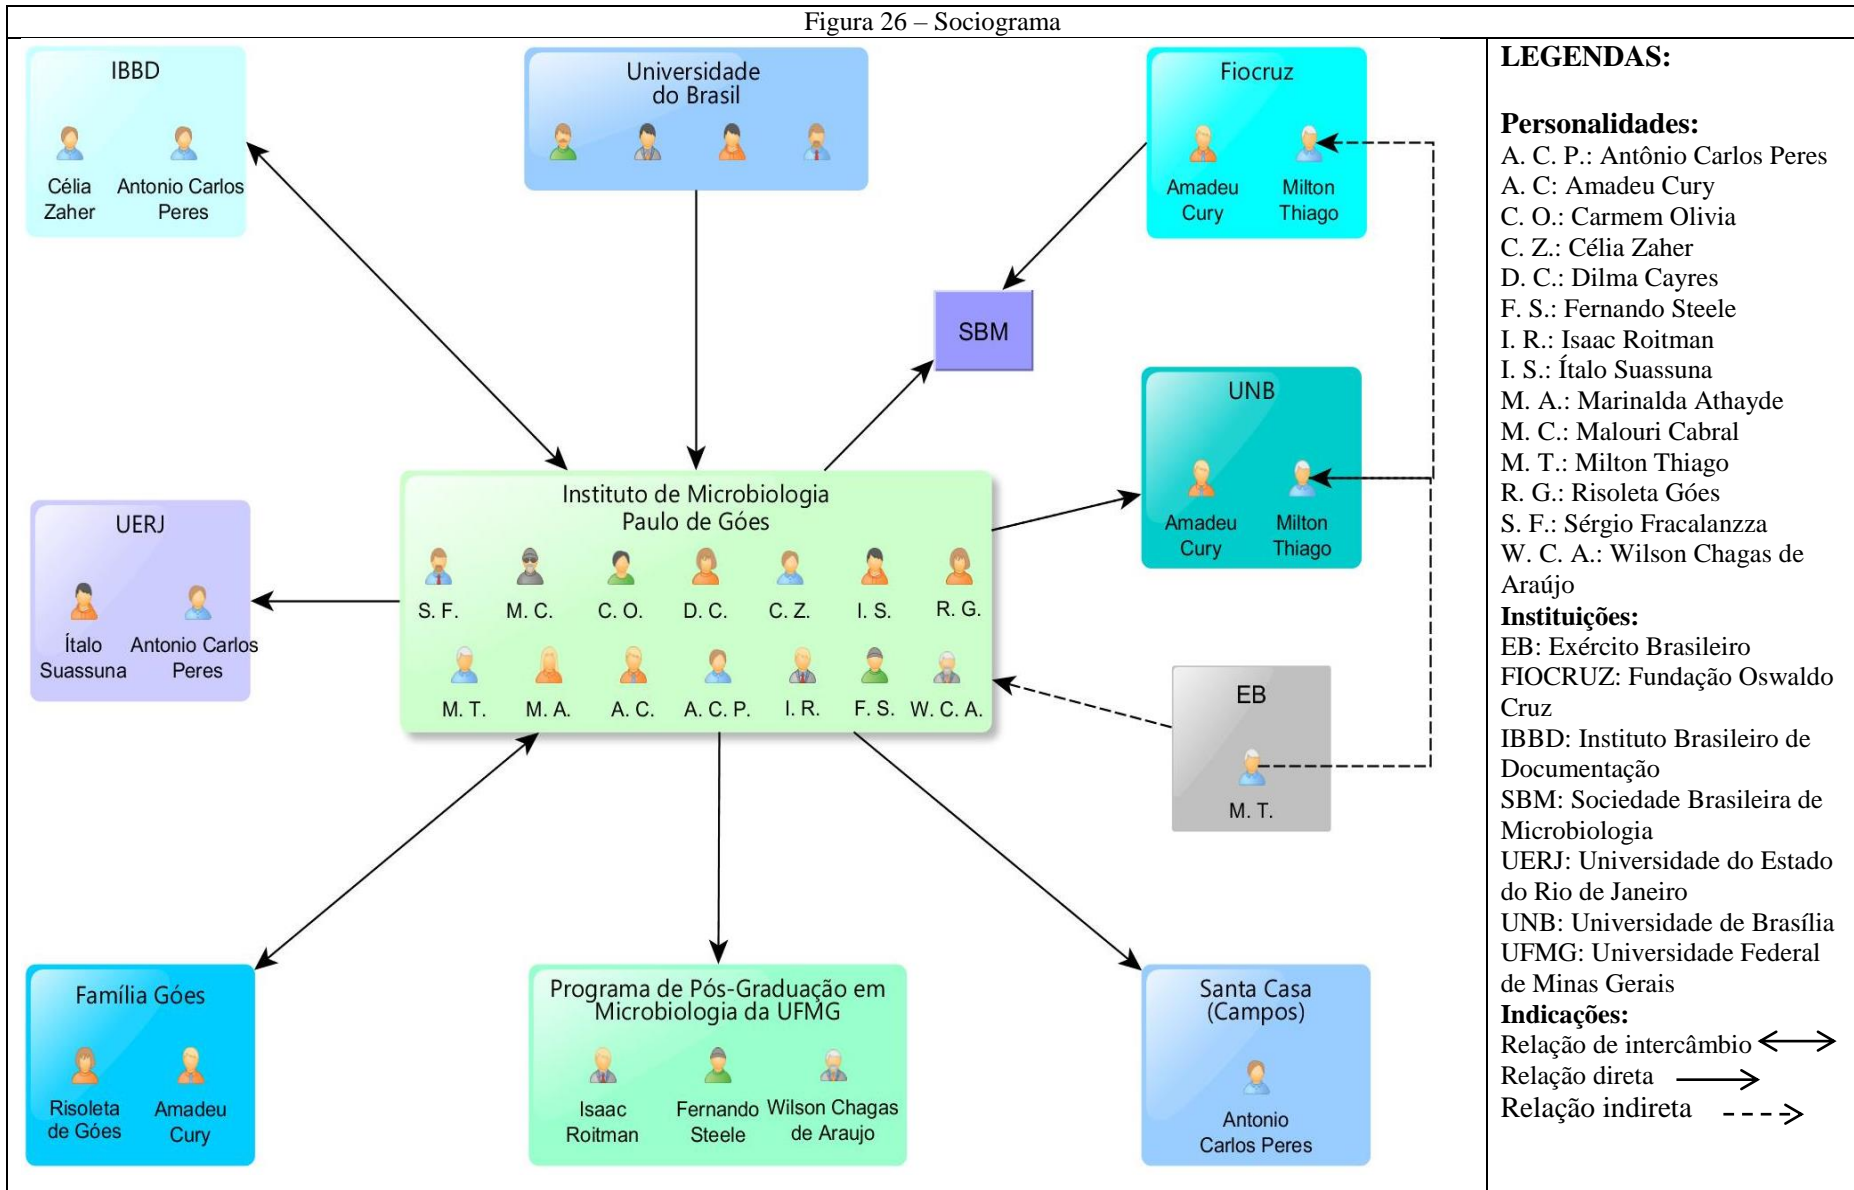 Figura 26 – Sociograma
IBBD
Célia
Zaher
Antonio Carlos
Peres
Universidade
do Brasil
Fiocruz
Amadeu
Cury
Milton
Thiago
SBM
UNB
Amadeu
Cury
Milton
Thiago
UERJ
Ítalo
Suassuna
Antonio Carlos
Peres
Instituto de Microbiologia
Paulo de Góes
S. F. M. C. C. O. D. C. C. Z. I. S. R. G.
M. T. M. A. A. C. A. C. P. I. R. F. S. W. C. A.
EB
M. T.
Família Góes
Risoleta
de Góes
Amadeu
Cury
Programa de Pós-Graduação em
Microbiologia da UFMG
Isaac
Roitman
Fernando
Steele
Wilson Chagas
de Araujo
Santa Casa
(Campos)
Antonio
Carlos Peres
LEGENDAS:
Personalidades:
A. C. P.: Antônio Carlos Peres
A. C: Amadeu Cury
C. O.: Carmem Olivia
C. Z.: Célia Zaher
D. C.: Dilma Cayres
F. S.: Fernando Steele
I. R.: Isaac Roitman
I. S.: Ítalo Suassuna
M. A.: Marinalda Athayde
M. C.: Malouri Cabral
M. T.: Milton Thiago
R. G.: Risoleta Góes
S. F.: Sérgio Fracalanzza
W. C. A.: Wilson Chagas de
Araújo
Instituições:
EB: Exército Brasileiro
FIOCRUZ: Fundação Oswaldo
Cruz
IBBD: Instituto Brasileiro de
Documentação
SBM: Sociedade Brasileira de
Microbiologia
UERJ: Universidade do Estado
do Rio de Janeiro
UNB: Universidade de Brasília
UFMG: Universidade Federal
de Minas Gerais
Indicações:
Relação de intercâmbio
Relação direta
Relação indireta